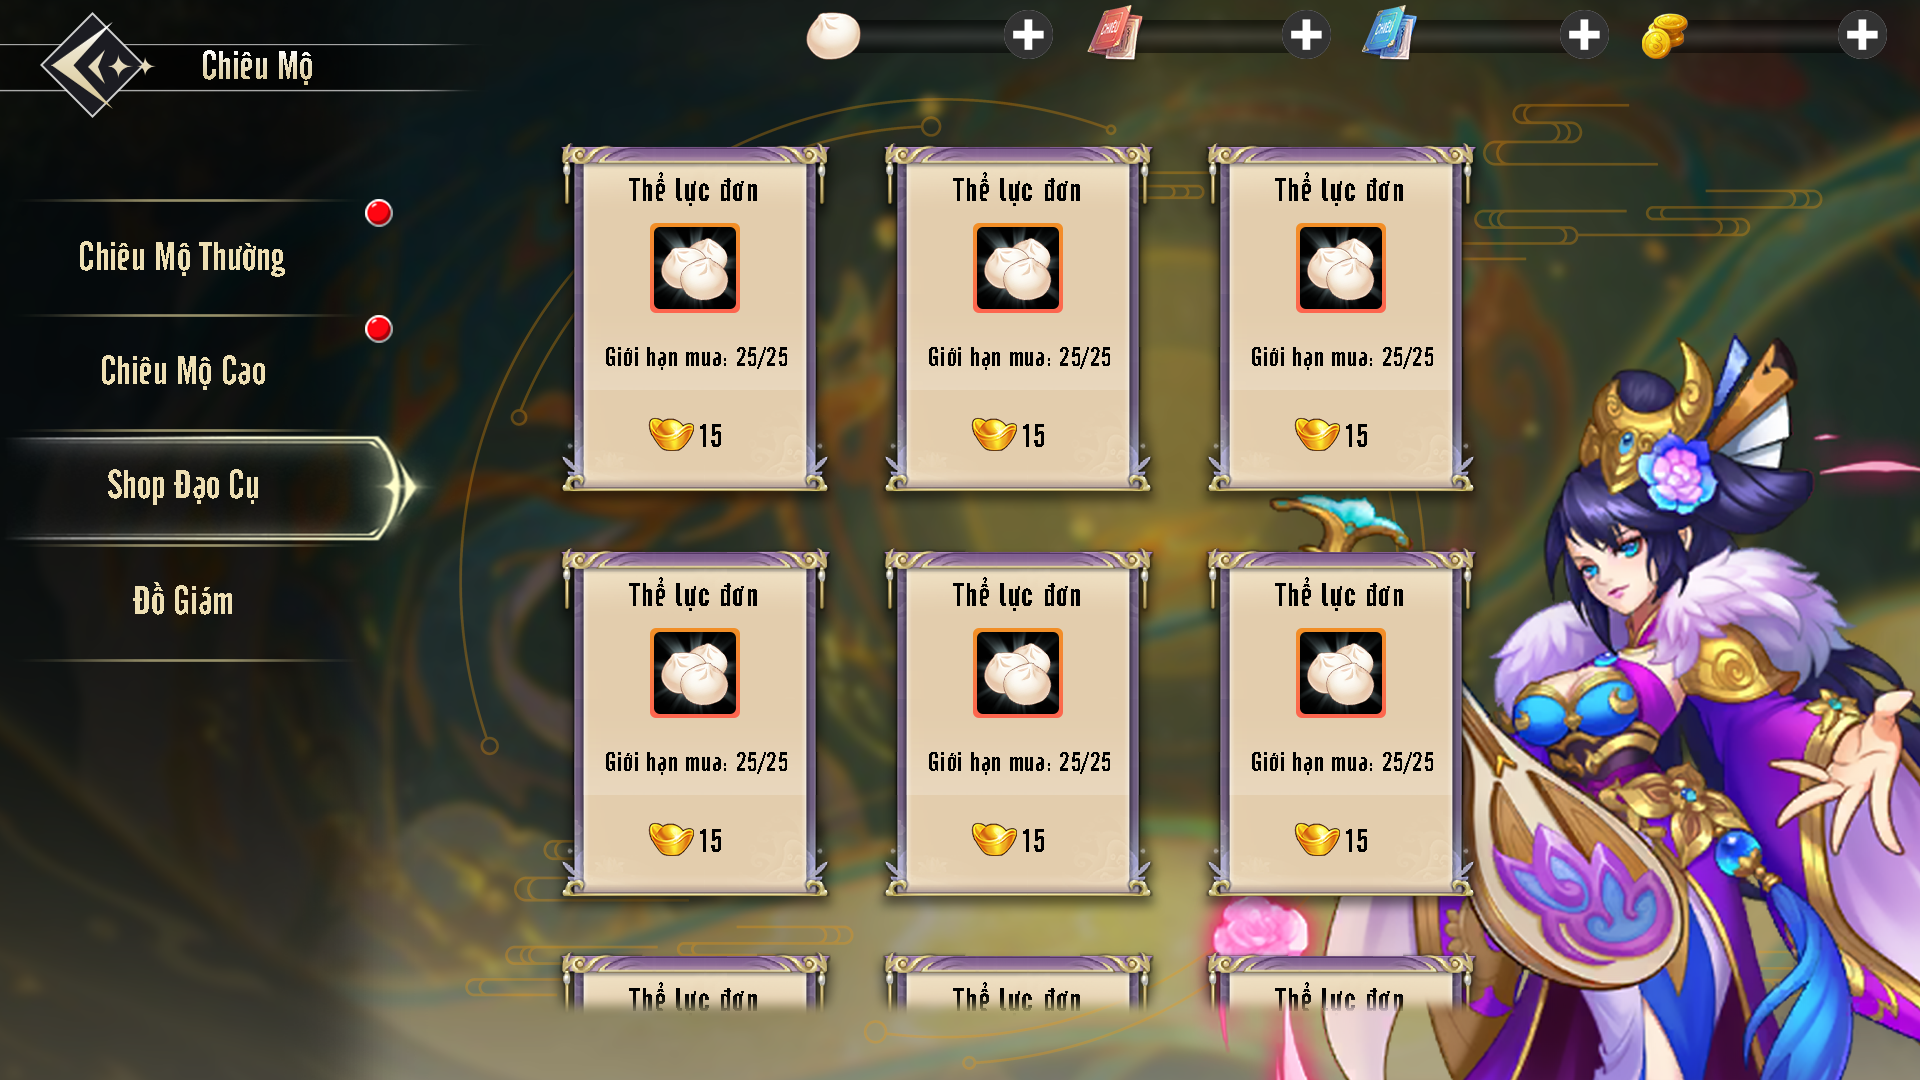 Chiêu Mộ
Chiêu Mộ Thường
Chiêu Mộ Cao
Shop Đạo Cụ
Đồ Giám
Thể lực đơn
Giới hạn mua: 25/25
15
Thể lực đơn
Giới hạn mua: 25/25
15
Thể lực đơn
Giới hạn mua: 25/25
15
Thể lực đơn
Giới hạn mua: 25/25
15
Thể lực đơn
Giới hạn mua: 25/25
15
Thể lực đơn
Giới hạn mua: 25/25
15
Thể lực đơn
Thể lực đơn
Thể lực đơn